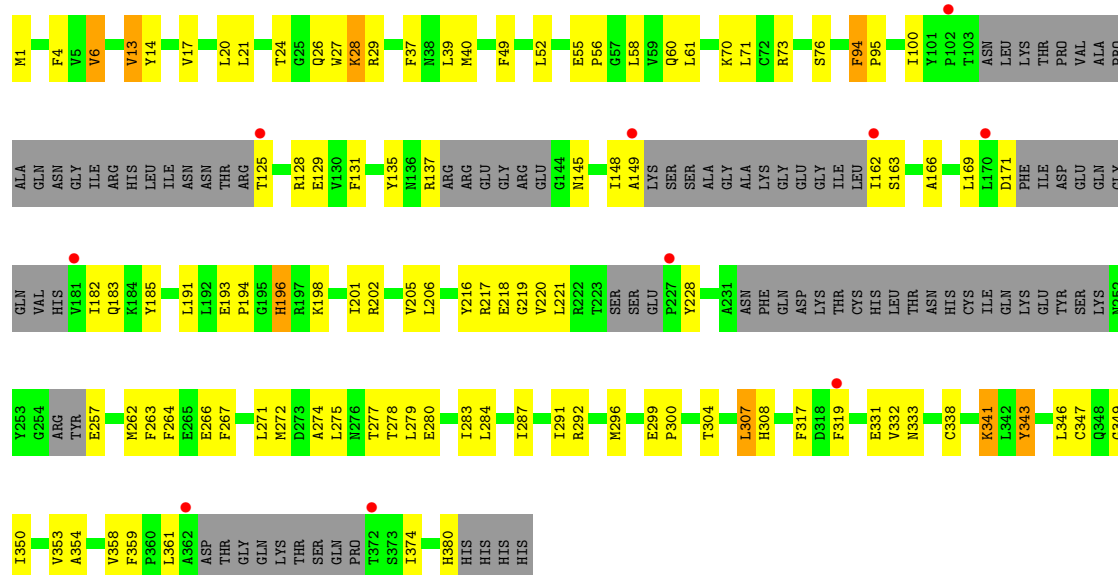 M1 F4 V5 V6 V13 Y14 V17 L20 L21 T24 G25 Q26 W27 K28 R29 F37 N38 L39 M40 F49 L52 E55 P56 G57 L58 V59 Q60 L61 K70 L71 C72 R73 S76 F94 P95 I100 Y101 P102 T103 ASN LEU LYS THR PRO VAL ALA PRO
ALA GLN ASN GLY ILE ARG HIS LEU ILE ASN ASN THR ARG T125 R128 E129 V130 F131 Y135 N136 R137 ARG ARG GLU GLY ARG GLU G144 N145 I148 A149 LYS SER SER ALA GLY ALA LYS GLY GLU GLY ILE LEU I162 S163 A166 L169 L170 D171 PHE ILE ASP GLU GLN GLY
GLN VAL HIS V181 I182 Q183 K184 Y185 L191 L192 E193 P194 G195 H196 R197 K198 I201 R202 V205 L206 Y216 R217 E218 G219 V220 L221 R222 T223 SER SER GLU P227 Y228 A231 ASN PHE GLN ASP LYS THR CYS HIS LEU THR ASN HIS CYS ILE GLN LYS GLU TYR SER LYS N252
Y253 G254 ARG TYR E257 M262 F263 F264 E265 E266 F267 L271 M272 D273 A274 L275 N276 T277 T278 L279 E280 I283 L284 I287 I291 R292 M296 E299 P300 T304 L307 H308 F317 D318 F319 E331 V332 N333 C338 K341 L342 Y343 L346 C347 Q348 G349
I350 V353 A354 V358 F359 P360 L361 A362 ASP THR GLY GLN LYS THR SER GLN PRO T372 S373 I374 H380 HIS HIS HIS HIS HIS